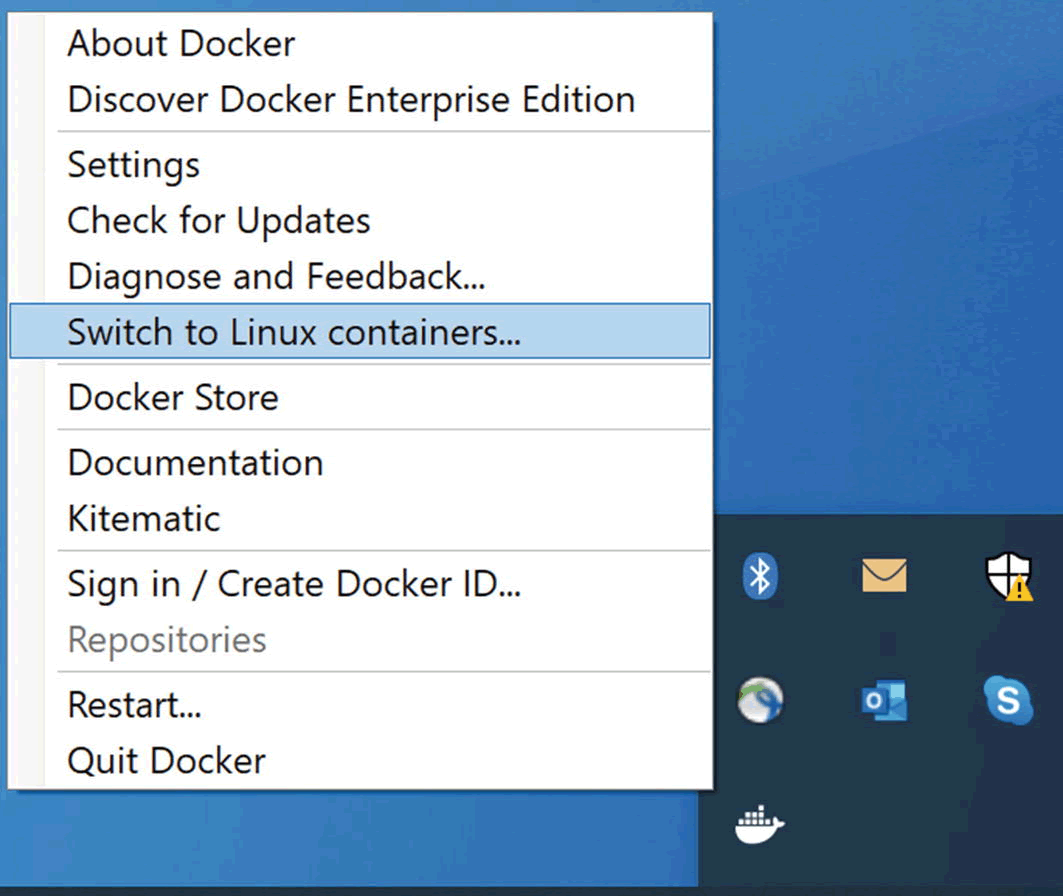 About Docker
Discover Docker Enterprise Edition
Settings
Check for Updates
Diagnose and Feedback...
Switch to Linux containers...
Docker Store
Documentation
Kitematic
Sign in / Create Docker ID...
Repositories
Restart...
Quit Docker